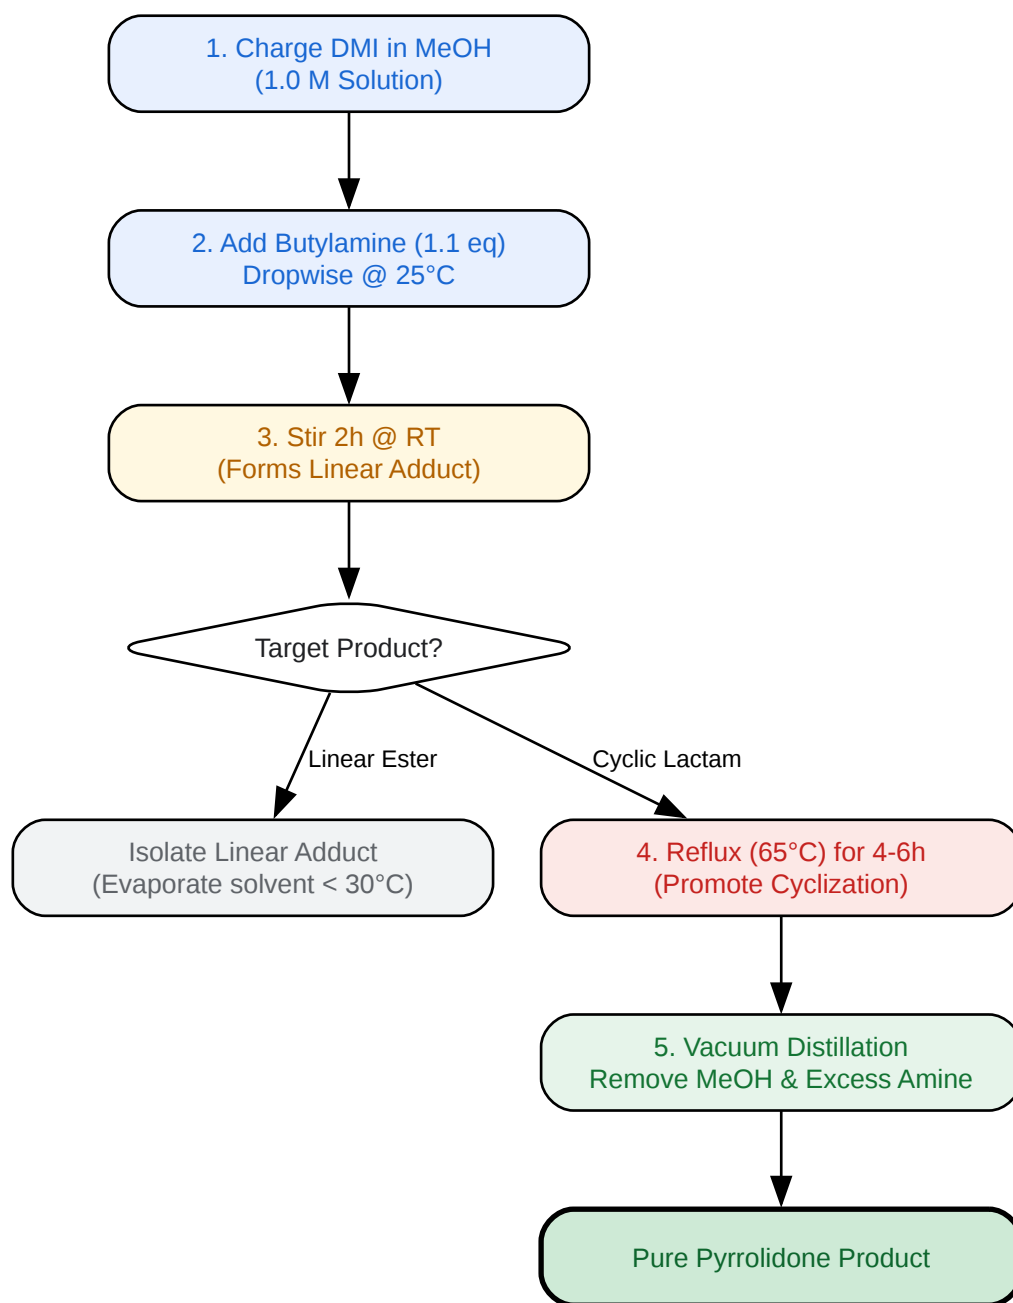 1. Charge DMI in MeOH
(1.0 M Solution)
2. Add Butylamine (1.1 eq)
Dropwise @ 25°C
3. Stir 2h @ RT
(Forms Linear Adduct)
Target Product?
Linear Ester
Cyclic Lactam
Isolate Linear Adduct
(Evaporate solvent < 30°C)
4. Reflux (65°C) for 4-6h
(Promote Cyclization)
5. Vacuum Distillation
Remove MeOH & Excess Amine
Pure Pyrrolidone Product